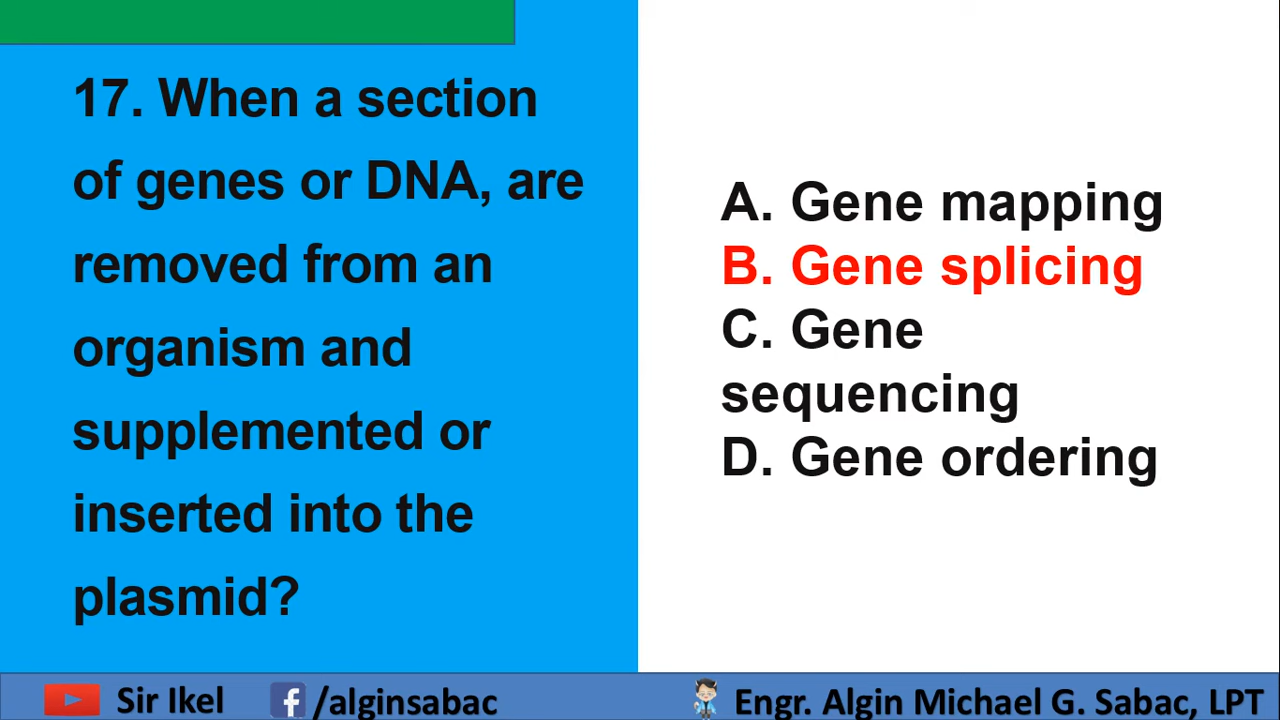 17. When a section
of genes or DNA, are
removed from an
organism and
supplemented or
inserted into the
plasmid?
A. Gene mapping
B. Gene splicing
C. Gene
sequencing
D. Gene ordering
Sir Ikel
/alginsabac
Engr. Algin Michael G. Sabac, LPT